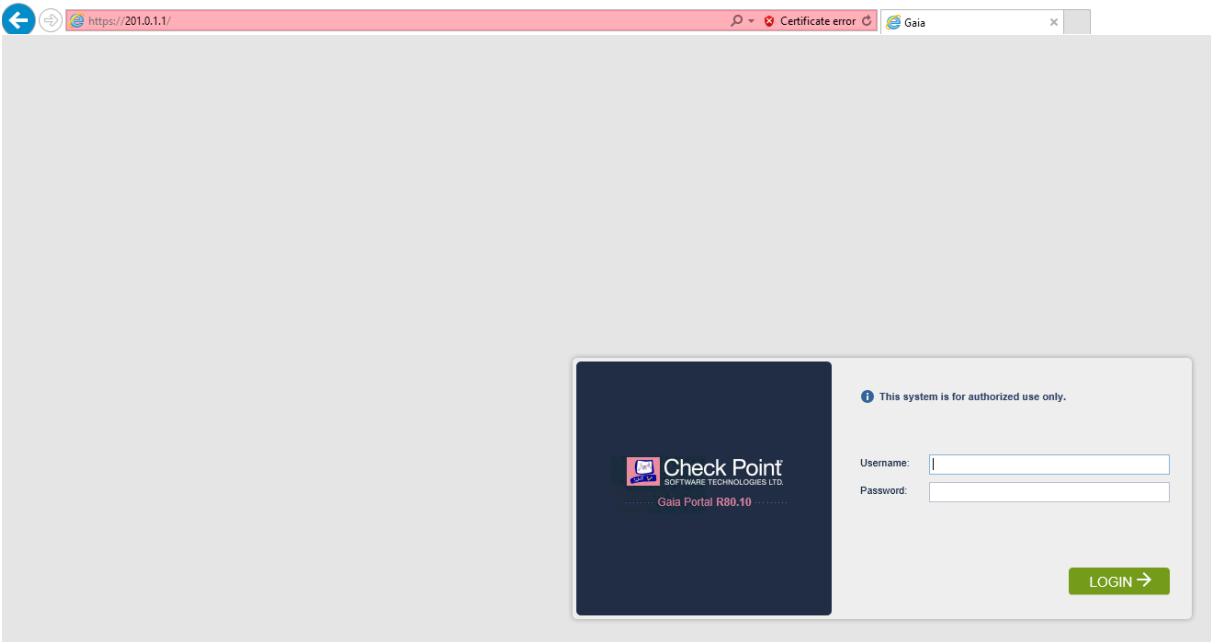 https://201.0.1.1/ Certificate error Gaia
This system is for authorized use only.
Username:
Password:
Check Point
SOFTWARE TECHNOLOGIES LTD.
Gaia Portal R80.10
LOGIN